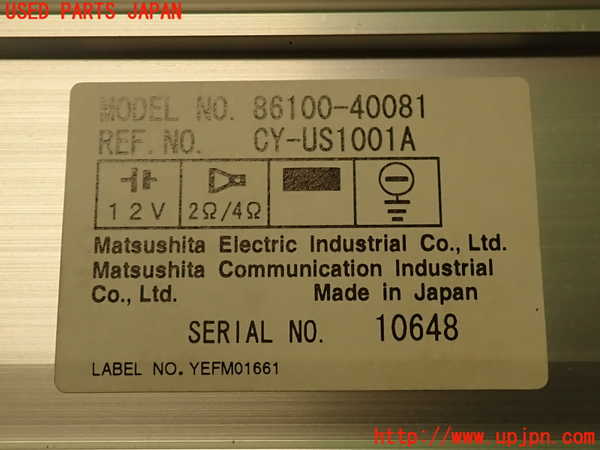 USED PARTS JAPAN
MODEL NO. 86100-40081
REF. NO. CY-US1001A
12V 2Ω/4Ω
Matsushita Electric Industrial Co., Ltd.
Matsushita Communication Industrial
Co., Ltd. Made in Japan
SERIAL NO. 10648
LABEL NO. YEFM01661
http://www.upjpn.com/